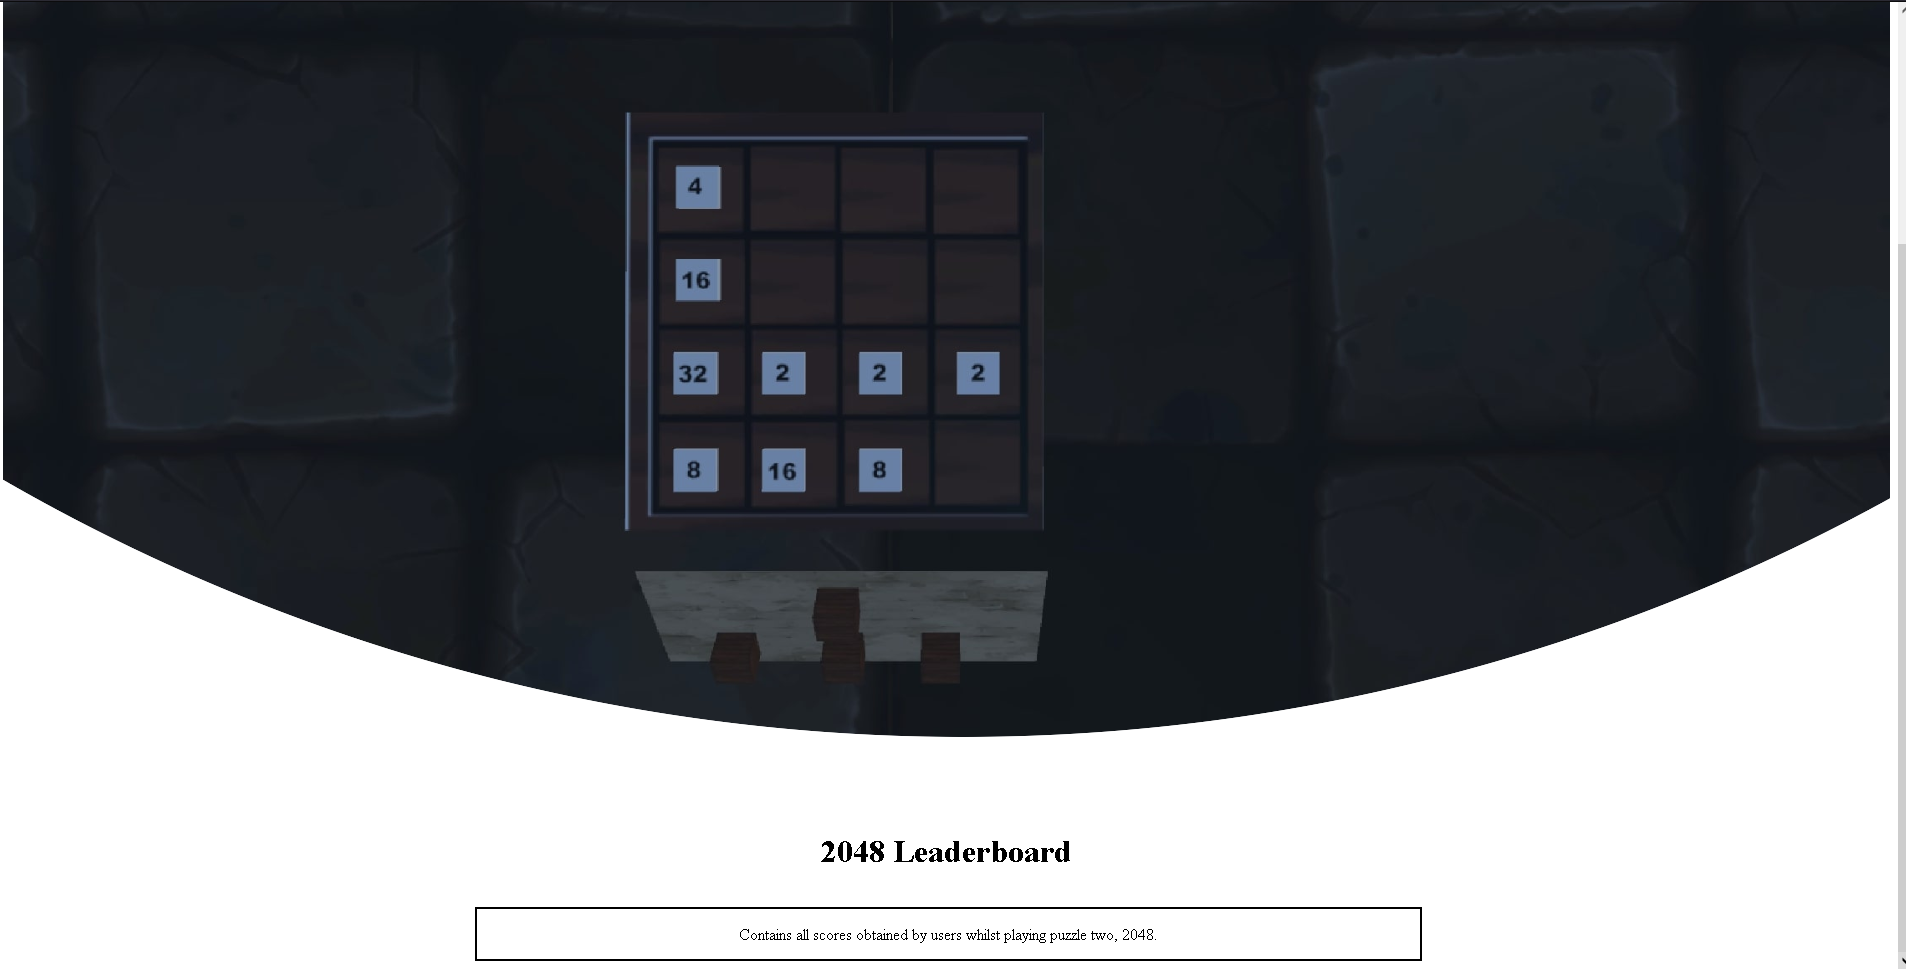 4
16
32 2 2 2
8 16 8
2048 Leaderboard
Contains all scores obtained by users whilst playing puzzle two, 2048.